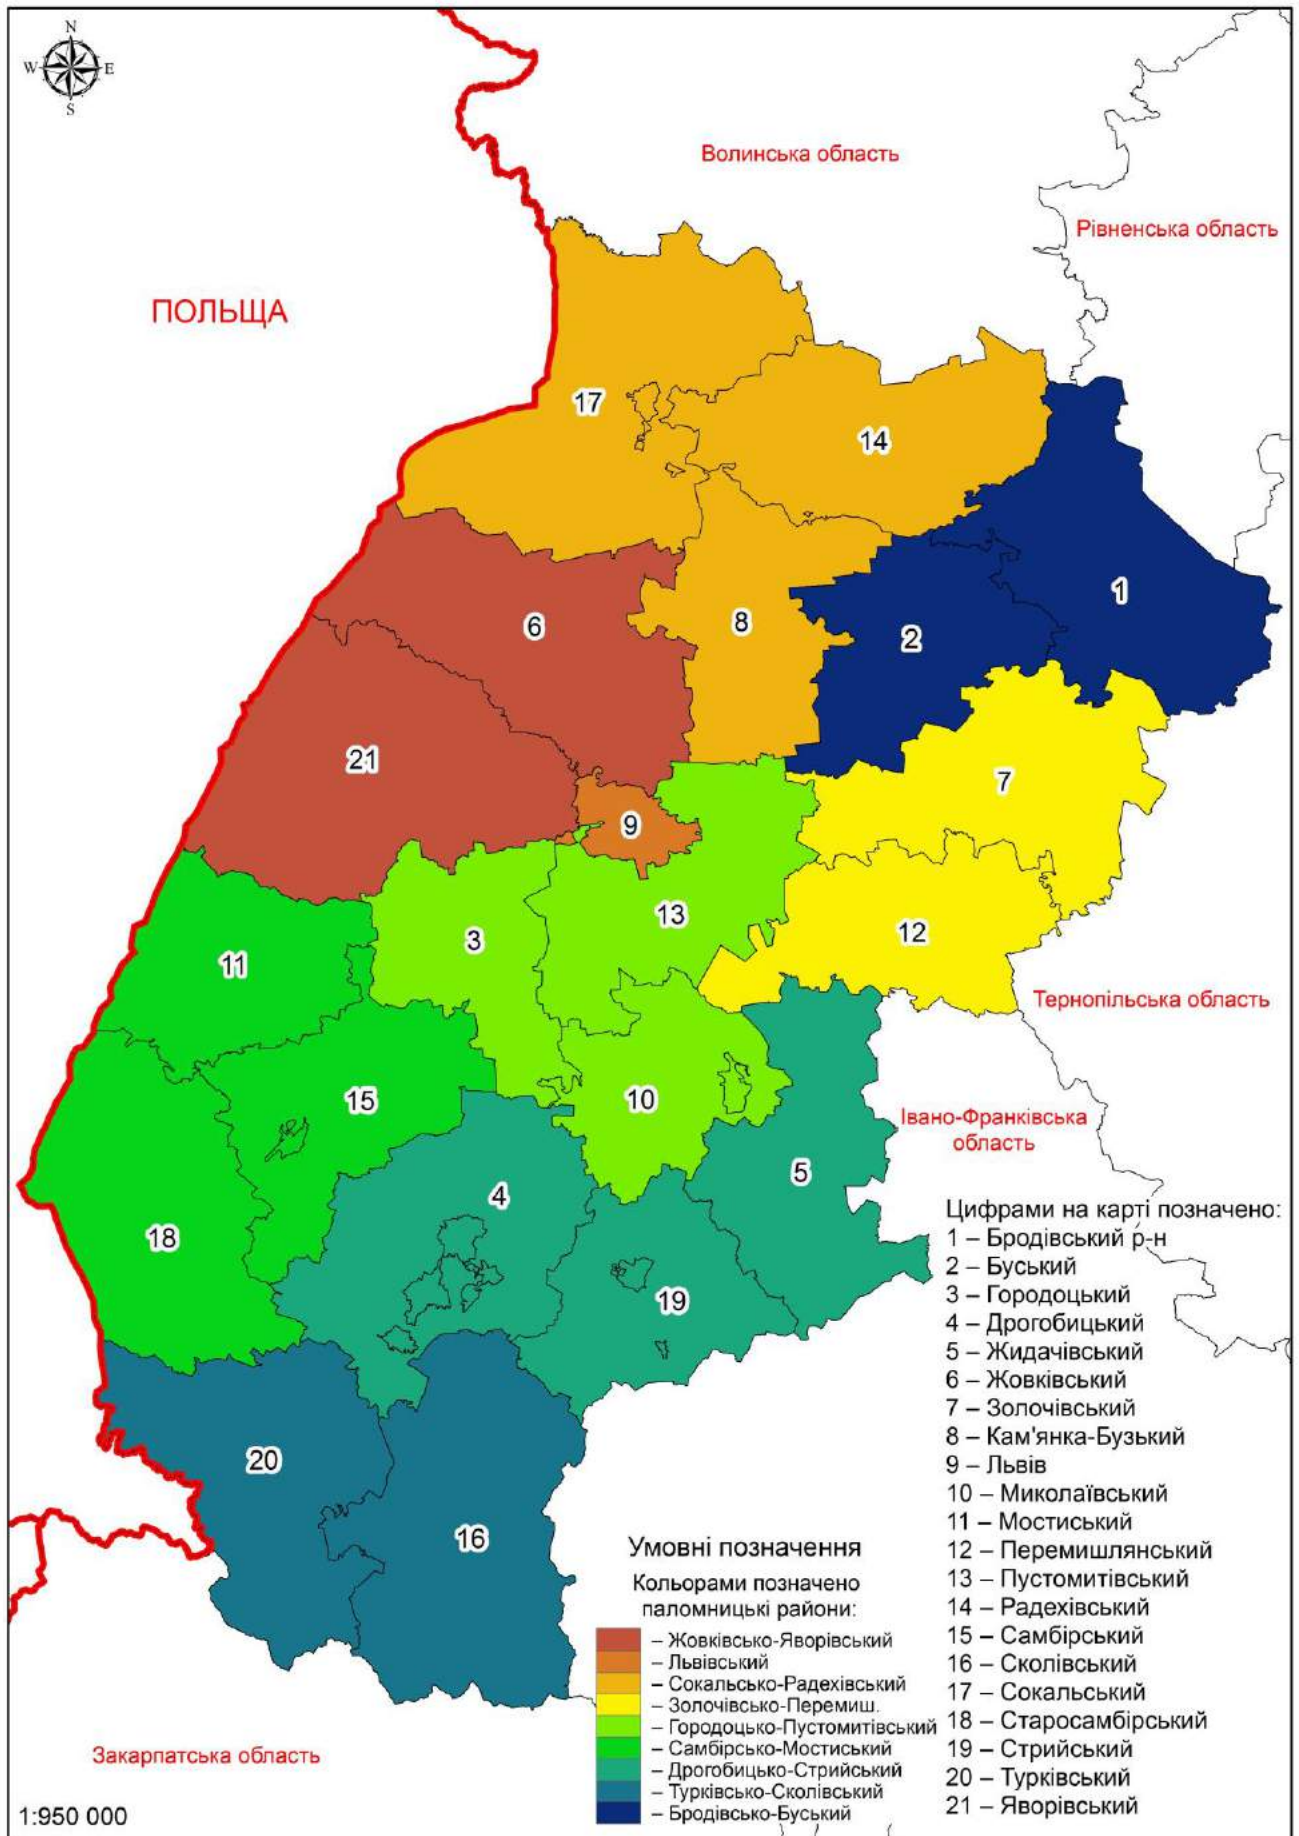 N
W E
S
Волинська область
Рівненська область
ПОЛЬЩА
17
14
1
6
8
2
21
7
9
13
3
12
11
Тернопільська область
15
10
Івано-Франківська
область
5
4
18
19
20
16
Цифрами на карті позначено:
1 – Бродівський р-н
2 – Буський
3 – Городоцький
4 – Дрогобицький
5 – Жидачівський
6 – Жовківський
7 – Золочівський
8 – Кам'янка-Бузький
9 – Львів
10 – Миколаївський
11 – Мостиський
12 – Перемишлянський
13 – Пустомитівський
14 – Радехівський
15 – Самбірський
16 – Сколівський
17 – Сокальський
18 – Старосамбірський
19 – Стрийський
20 – Турківський
21 – Яворівський
Умовні позначення
Кольорами позначено
паломницькі райони:
– Жовківсько-Яворівський
– Львівський
– Сокальсько-Радехівський
– Золочівсько-Перемиш.
– Городоцько-Пустомитівський
– Самбірсько-Мостиський
– Дрогобицько-Стрийський
– Турківсько-Сколівський
– Бродівсько-Буський
Закарпатська область
1:950 000